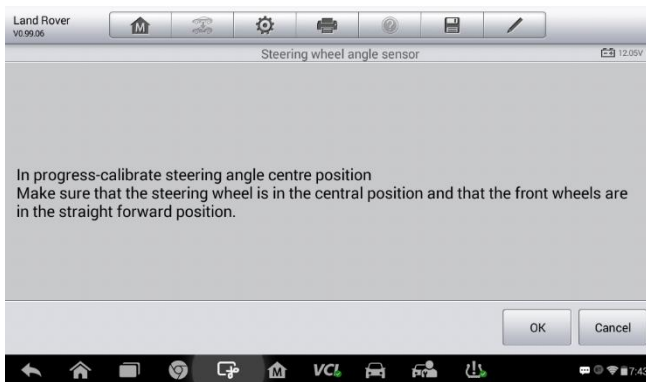 Land Rover
V0.99.06
M
Steering wheel angle sensor
12.05V
In progress-calibrate steering angle centre position
Make sure that the steering wheel is in the central position and that the front wheels are
in the straight forward position.
OK
Cancel
M
VCI
7:43